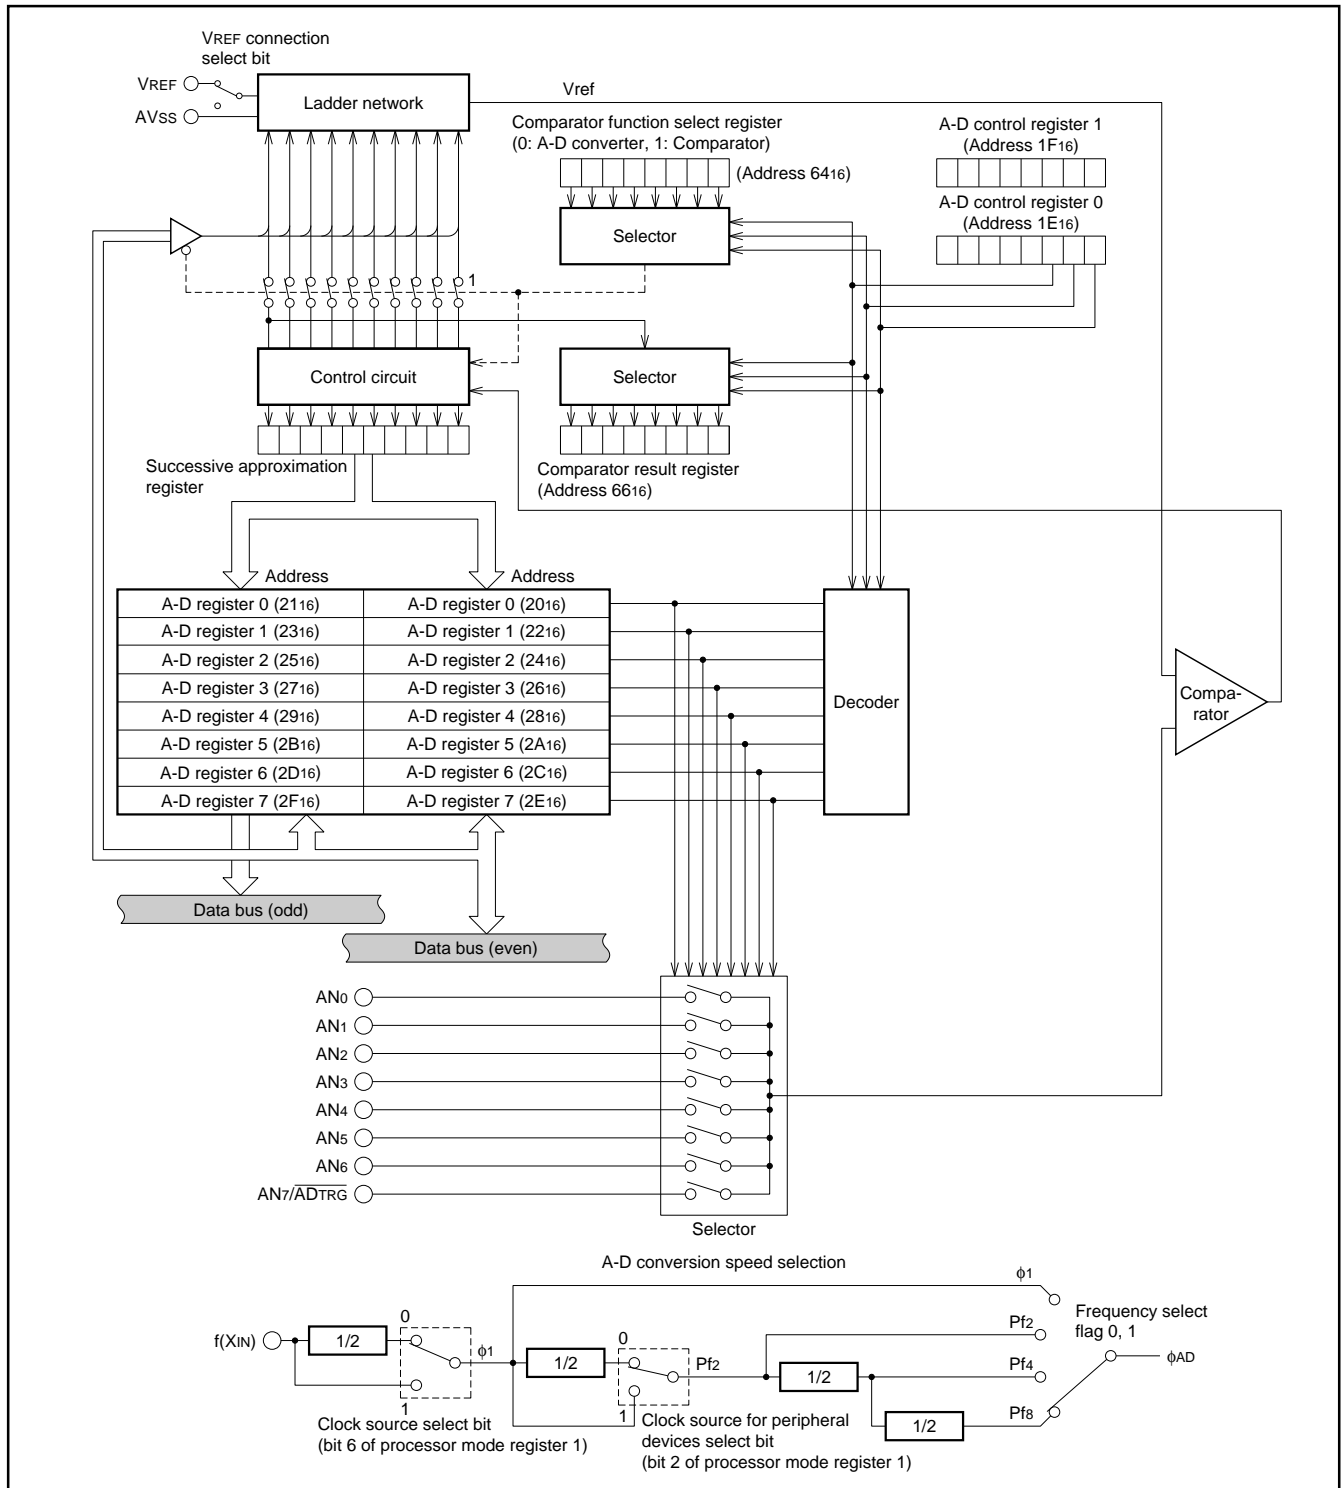 VREF connection
select bit
VREF
AVSS
Ladder network
Vref
Comparator function select register
(0: A-D converter, 1: Comparator)
(Address 6416)
A-D control register 1
(Address 1F16)
A-D control register 0
(Address 1E16)
Selector
1
Control circuit
Selector
Successive approximation
register
Comparator result register
(Address 6616)
Address
Address
A-D register 0 (2116)
A-D register 0 (2016)
A-D register 1 (2316)
A-D register 1 (2216)
A-D register 2 (2516)
A-D register 2 (2416)
A-D register 3 (2716)
A-D register 3 (2616)
A-D register 4 (2916)
A-D register 4 (2816)
A-D register 5 (2B16)
A-D register 5 (2A16)
A-D register 6 (2D16)
A-D register 6 (2C16)
A-D register 7 (2F16)
A-D register 7 (2E16)
Decoder
Compa-
rator
Data bus (odd)
Data bus (even)
AN0
AN1
AN2
AN3
AN4
AN5
AN6
AN7/ADTRG
Selector
A-D conversion speed selection
f(XIN)
1/2
0
1
ϕ1
Clock source select bit
(bit 6 of processor mode register 1)
1/2
0
1
Pf2
Clock source for peripheral
devices select bit
(bit 2 of processor mode register 1)
1/2
1/2
ϕ1
Pf2
Pf4
Pf8
Frequency select
flag 0, 1
ϕAD